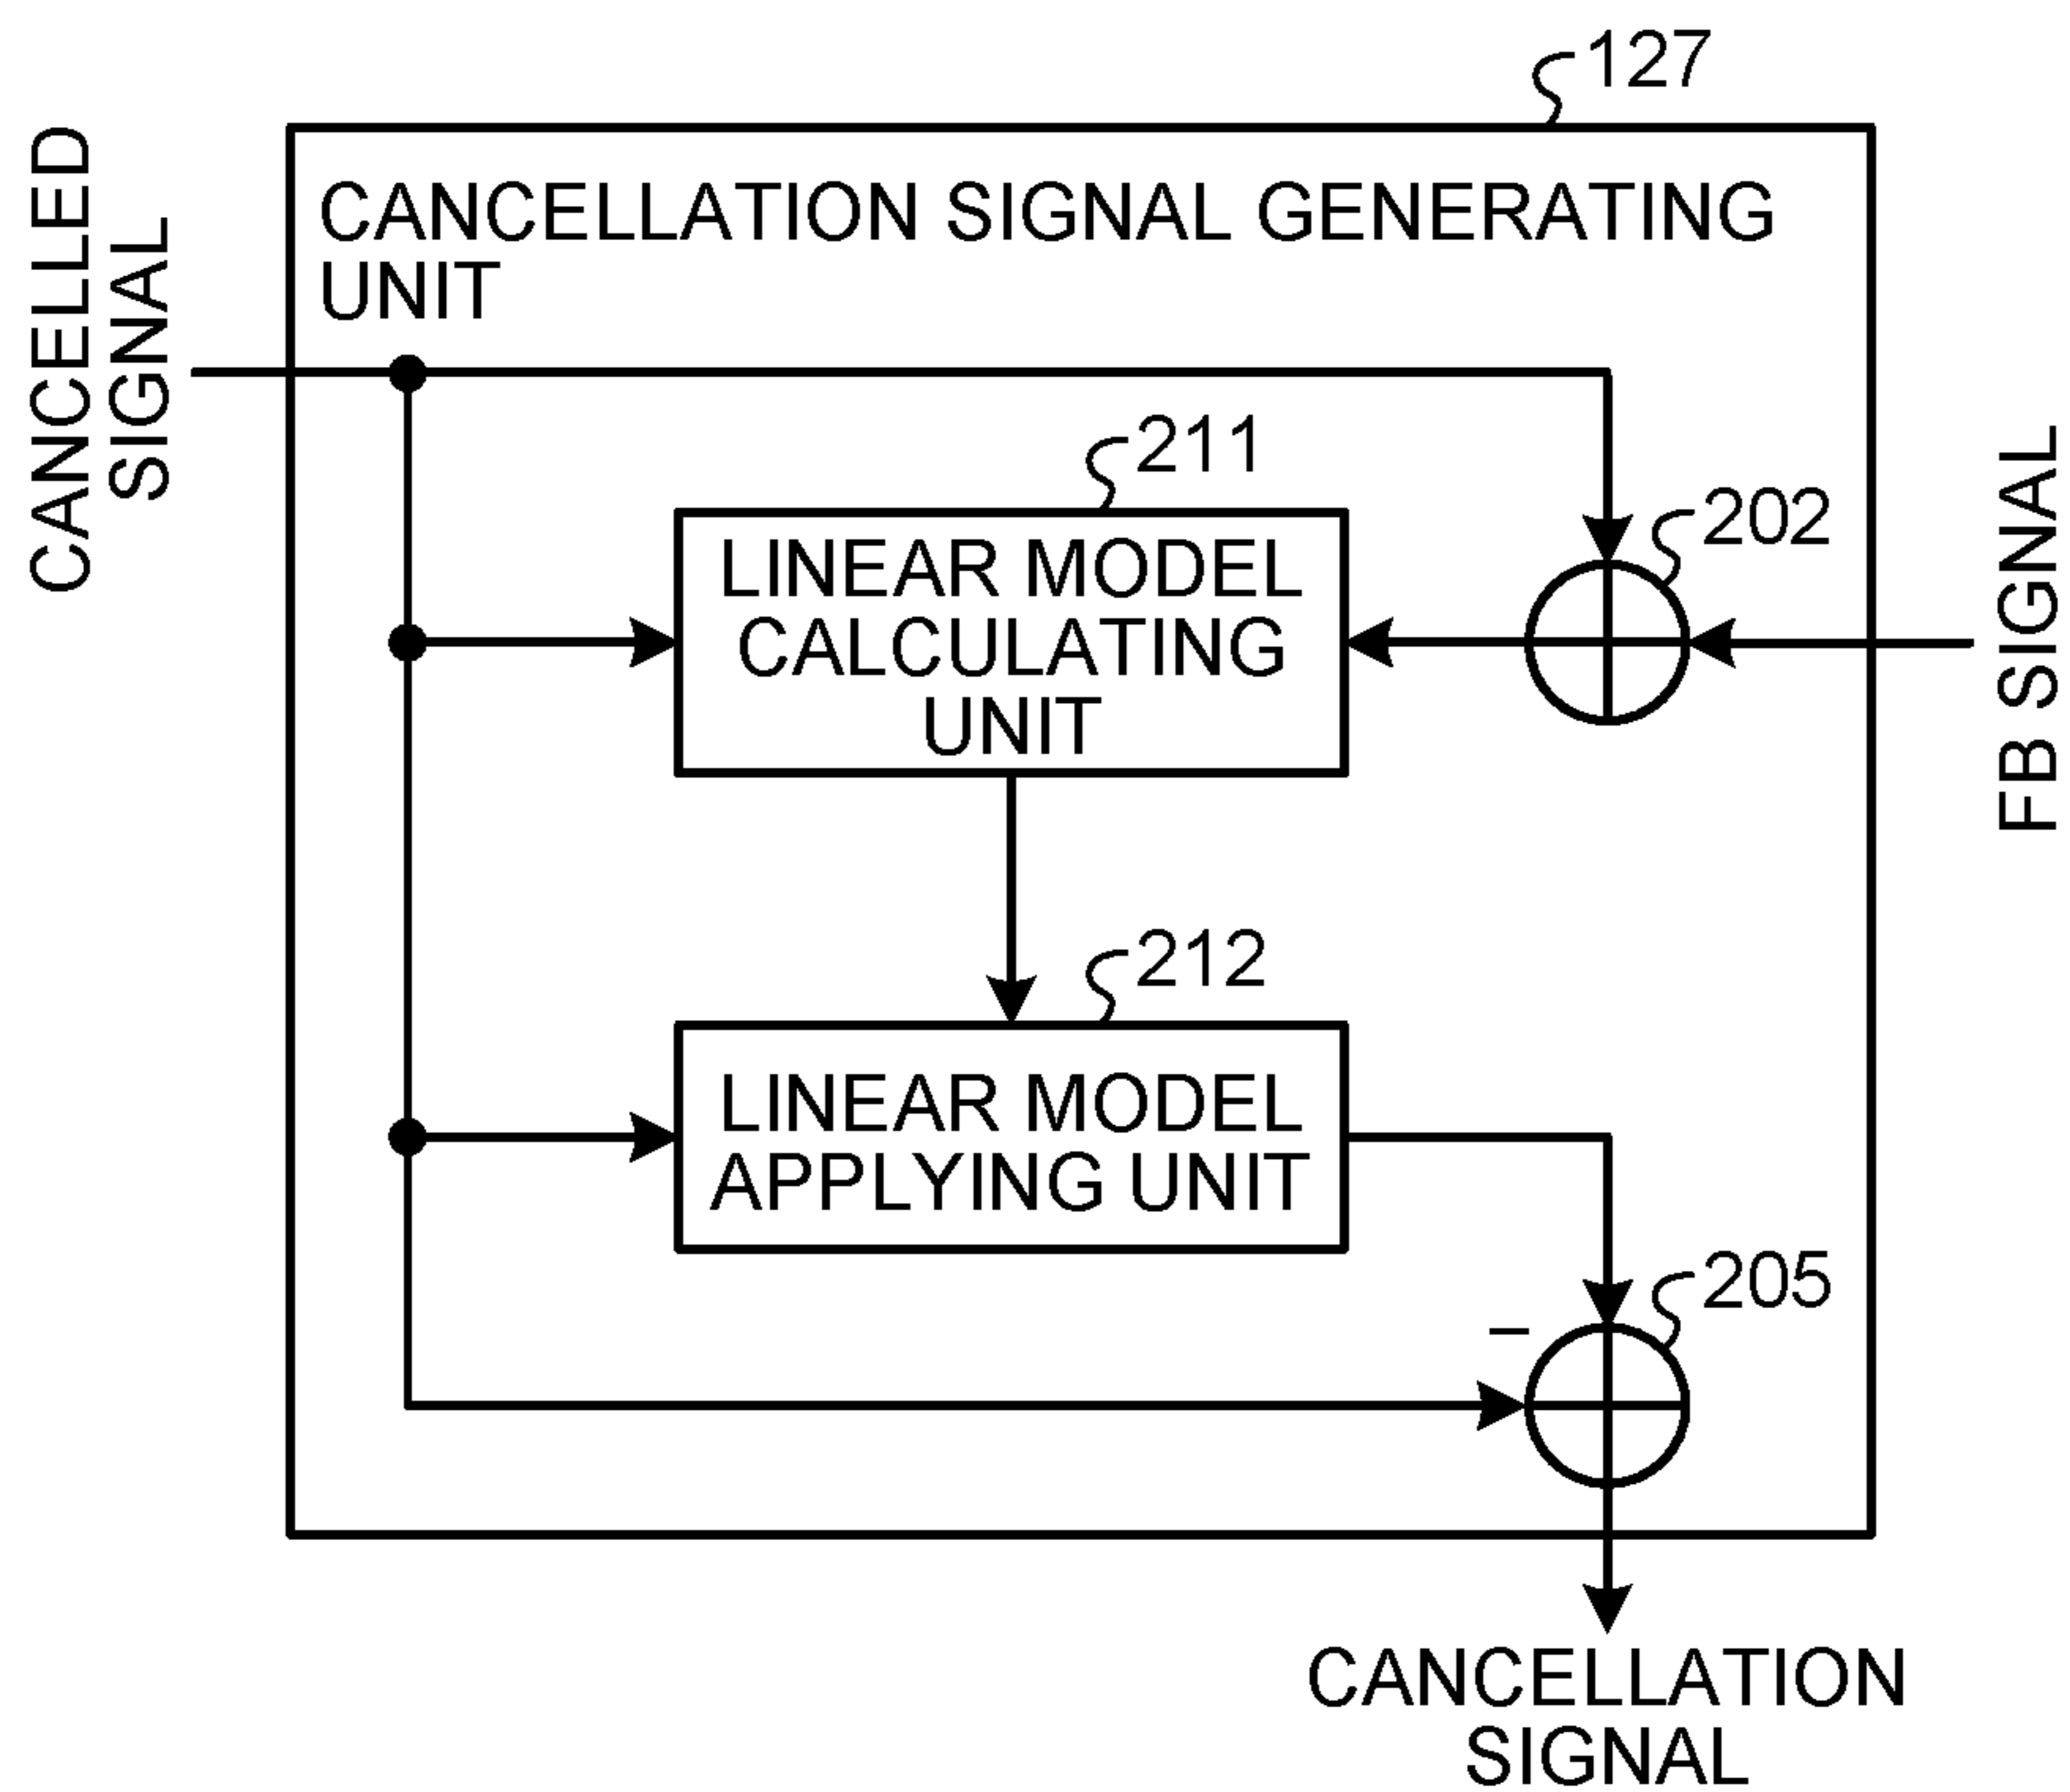 127
CANCELLED
SIGNAL
CANCELLATION SIGNAL GENERATING
UNIT
211
LINEAR MODEL
CALCULATING
UNIT
202
FB SIGNAL
212
LINEAR MODEL
APPLYING UNIT
205
–
CANCELLATION
SIGNAL